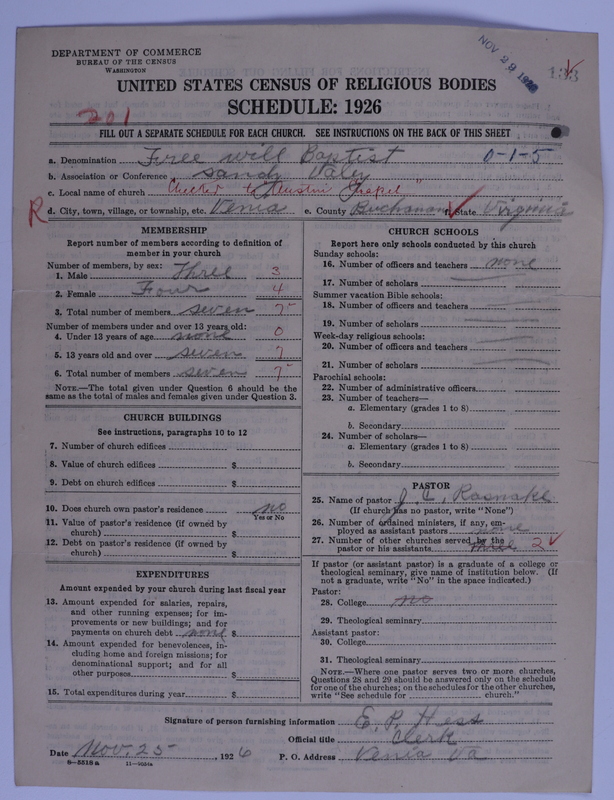 DEPARTMENT OF COMMERCE
BUREAU OF THE CENSUS
WASHINGTON
NOV 29 1926
133
UNITED STATES CENSUS OF RELIGIOUS BODIES
SCHEDULE: 1926
201
FILL OUT A SEPARATE SCHEDULE FOR EACH CHURCH. SEE INSTRUCTIONS ON THE BACK OF THIS SHEET
a. Denomination Free will Baptist 0-1-5
b. Association or Conference Sandy Valey
c. Local name of church Chapel
R d. City, town, village, or township, etc. Venia e. County Buchanan f. State Virginia
MEMBERSHIP
Report number of members according to definition of
member in your church
Number of members, by sex:
1. Male Three 3
2. Female Four 4
3. Total number of members seven 7
Number of members under and over 13 years old:
4. Under 13 years of age none 0
5. 13 years old and over seven 7
6. Total number of members seven 7
NOTE.—The total given under Question 6 should be
same as the total of males and females given under Question 3.
CHURCH BUILDINGS
See instructions, paragraphs 10 to 12
7. Number of church edifices
8. Value of church edifices $
9. Debt on church edifices $
10. Does church own pastor's residence no
Yes or No
11. Value of pastor's residence (if owned by
church) $
12. Debt on pastor's residence (if owned by
church) $
EXPENDITURES
Amount expended by your church during last fiscal year
13. Amount expended for salaries, repairs,
and other running expenses; for im-
provements or new buildings; and for
payments on church debt none $
14. Amount expended for benevolences, in-
cluding home and foreign missions; for
denominational support; and for all
other purposes $
15. Total expenditures during year $
CHURCH SCHOOLS
Report here only schools conducted by this church
Sunday schools:
16. Number of officers and teachers none
17. Number of scholars
Summer vacation Bible schools:
18. Number of officers and teachers
19. Number of scholars
Week-day religious schools:
20. Number of officers and teachers
21. Number of scholars
Parochial schools:
22. Number of administrative officers
23. Number of teachers—
a. Elementary (grades 1 to 8)
b. Secondary
24. Number of scholars—
a. Elementary (grades 1 to 8)
b. Secondary
PASTOR
25. Name of pastor J. C. Rasnake
(If church has no pastor, write "None")
26. Number of ordained ministers, if any, em-
ployed as assistant pastors none
27. Number of other churches served by the
pastor or his assistants three 2
If pastor (or assistant pastor) is a graduate of a college or
theological seminary, give name of institution below. (If
not a graduate, write "No" in the space indicated.)
Pastor:
28. College no
29. Theological seminary
Assistant pastor:
30. College
31. Theological seminary
NOTE.—Where one pastor serves two or more churches,
Questions 28 and 29 should be answered only on the schedule
for one of the churches; on the schedules for the other churches,
write "See schedule for church."
Signature of person furnishing information E. P. Hess
Official title Clerk
Date Nov. 25 1926 P. O. Address Venia Va
8-5518a 11-9034a